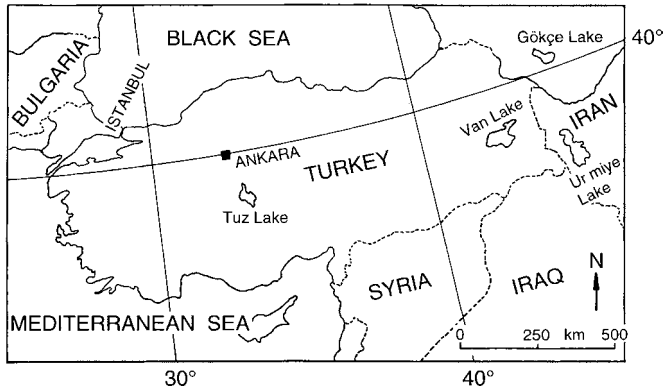 BLACK SEA
Gökçe Lake
40°
BULGARIA
ISTANBUL
Van Lake
IRAN
ANKARA
TURKEY
Ur miye
Lake
Tuz Lake
SYRIA
IRAQ
N
MEDITERRANEAN SEA
0 250 km 500
30°
40°